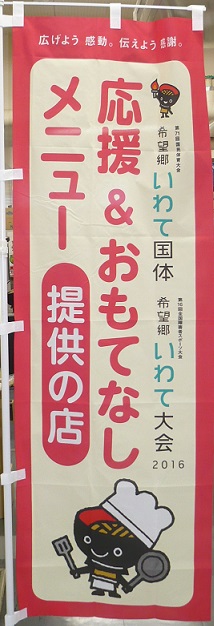 広げよう 感動。伝えよう 感謝。
第71回国民体育大会
希望郷いわて国体
第16回全国障害者スポーツ大会
希望郷いわて大会
2016
応援&おもてなし
メニュー提供の店